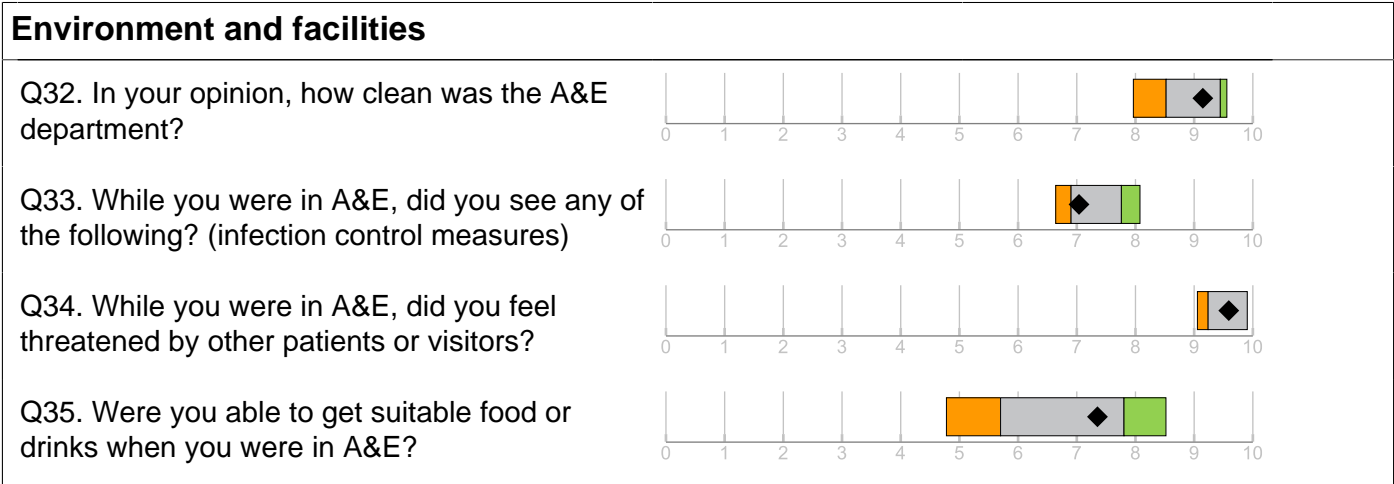 Environment and facilities
Q32. In your opinion, how clean was the A&E
department?
0 1 2 3 4 5 6 7 8 9 10
Q33. While you were in A&E, did you see any of
the following? (infection control measures)
0 1 2 3 4 5 6 7 8 9 10
Q34. While you were in A&E, did you feel
threatened by other patients or visitors?
0 1 2 3 4 5 6 7 8 9 10
Q35. Were you able to get suitable food or
drinks when you were in A&E?
0 1 2 3 4 5 6 7 8 9 10